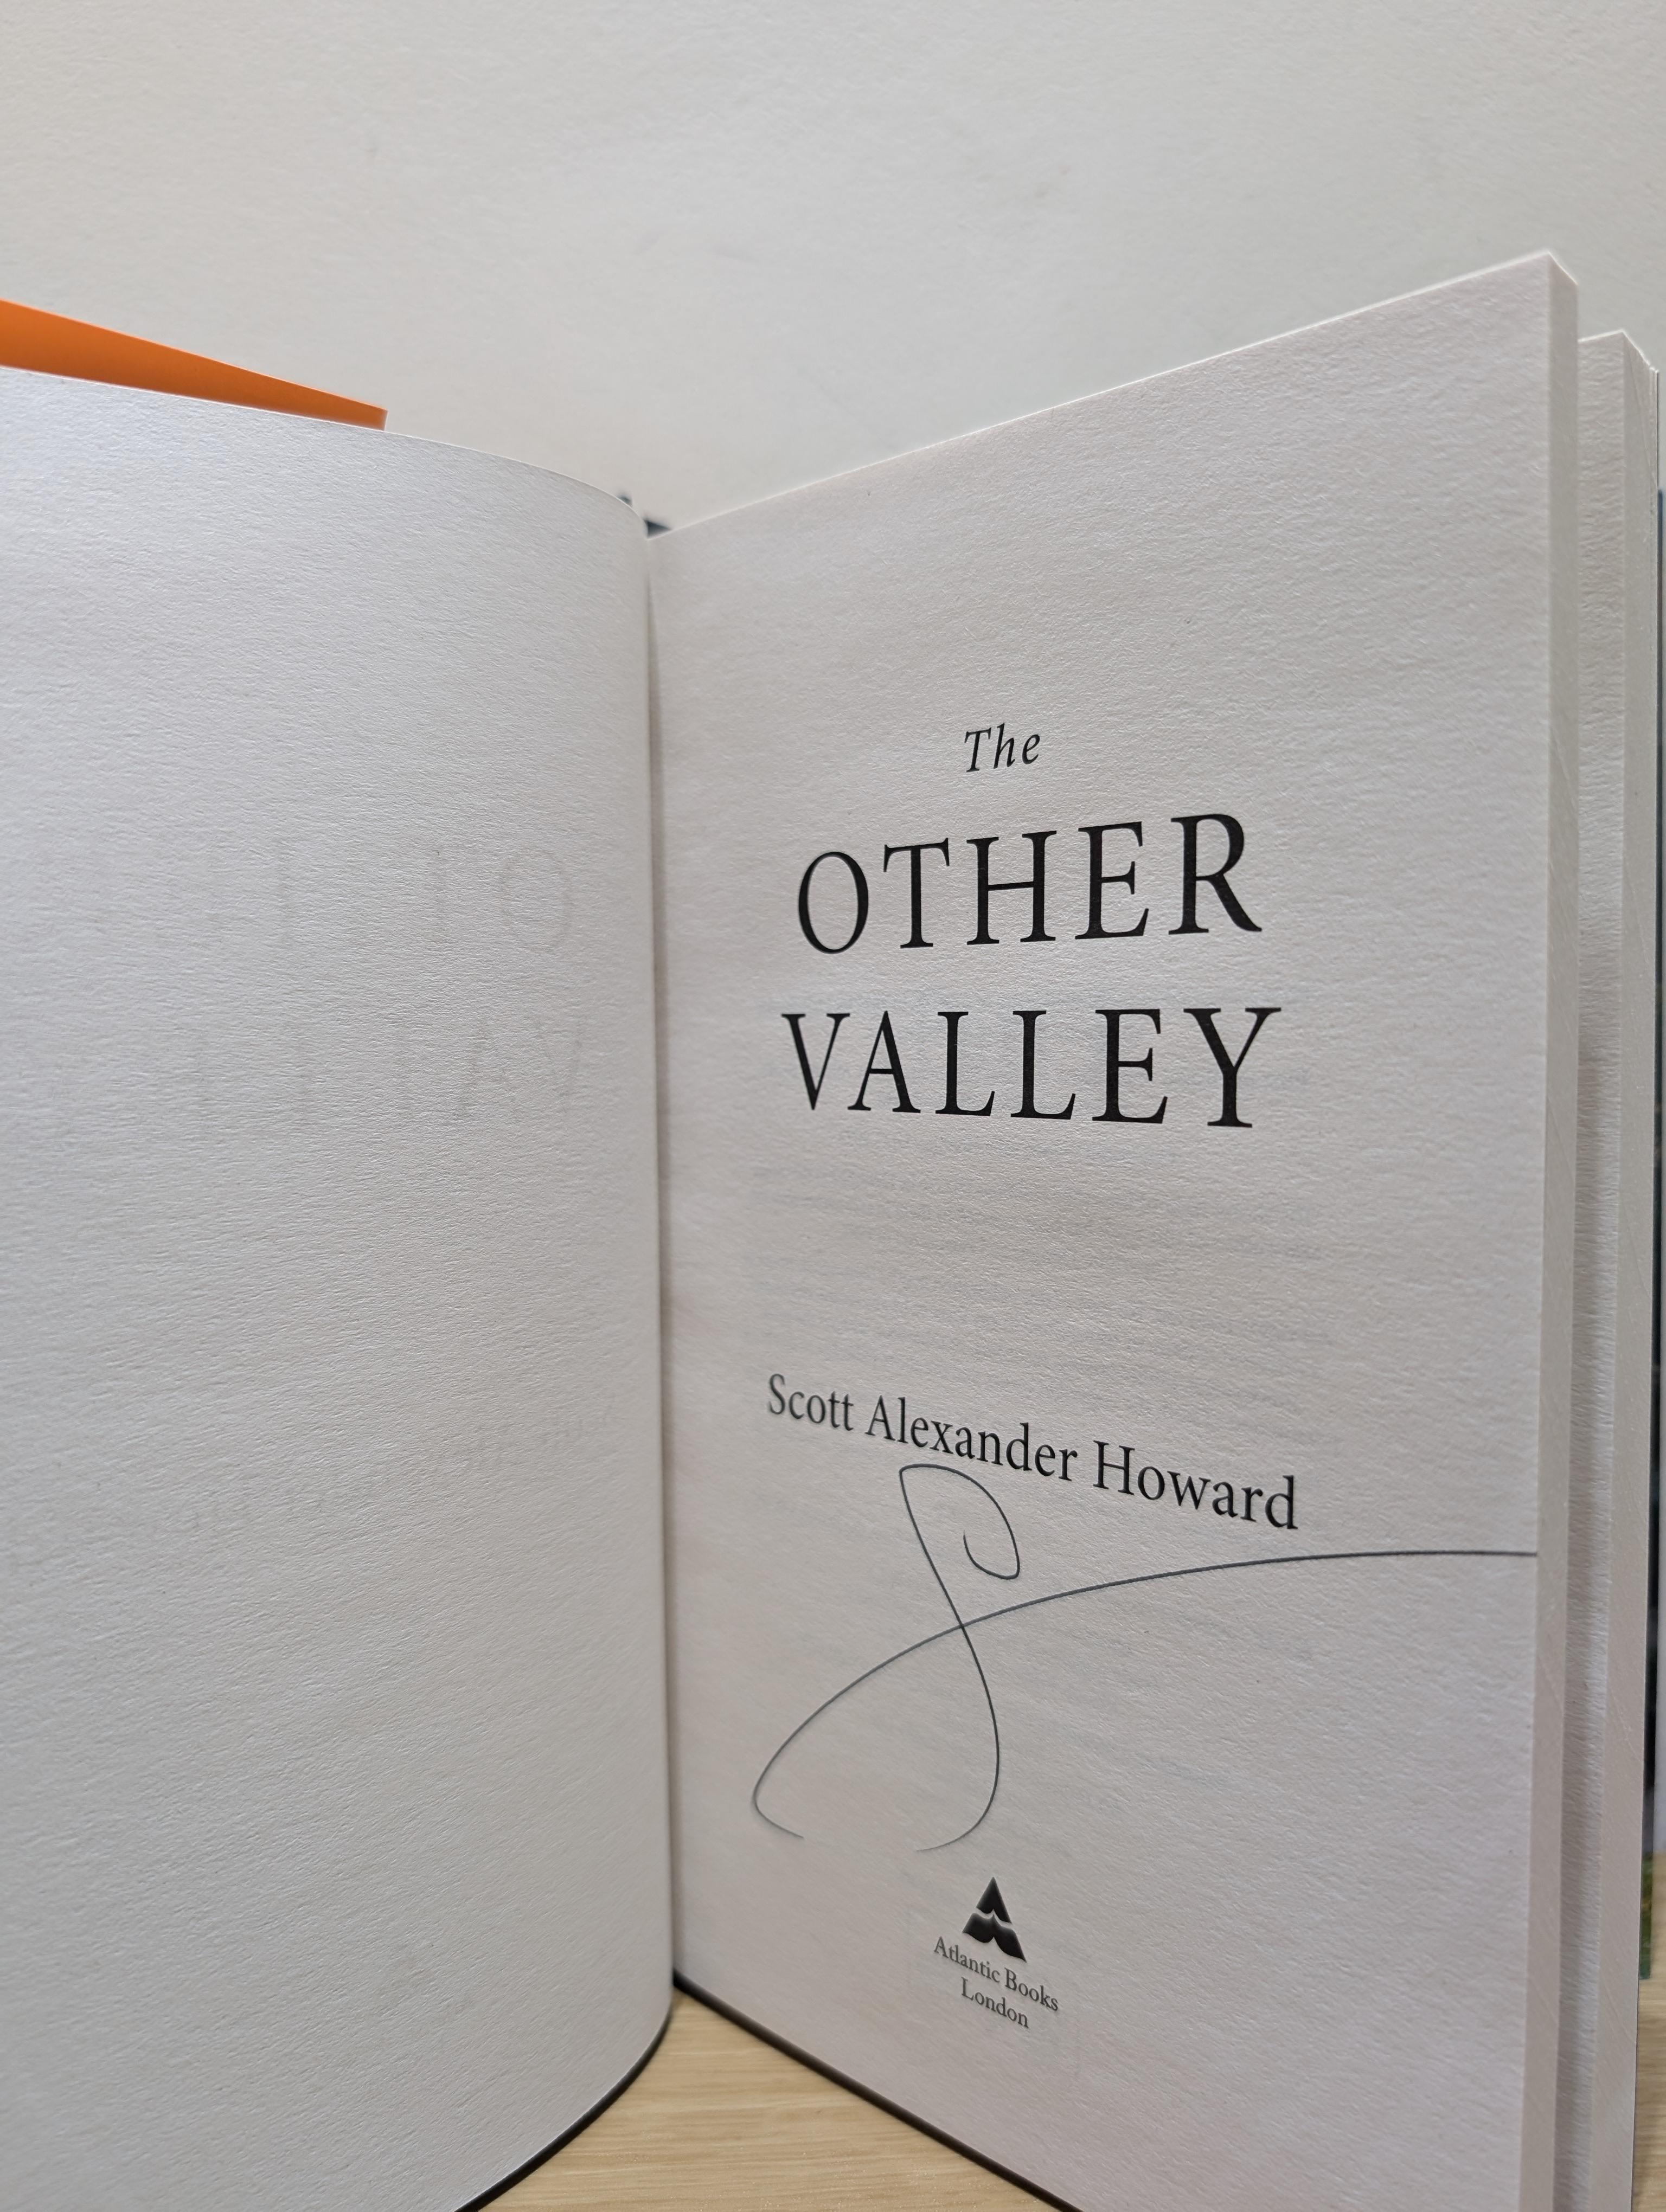 The
OTHER
VALLEY
Scott Alexander Howard
Atlantic Books
London